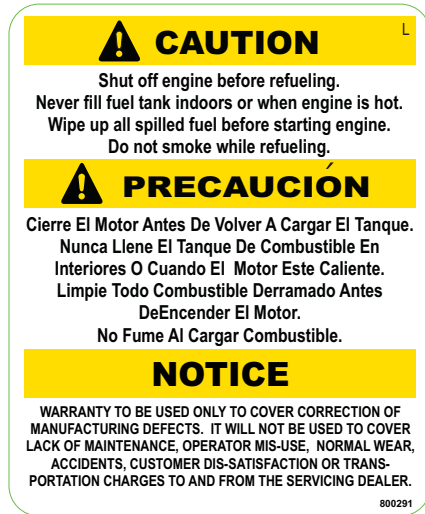 L
CAUTION
Shut off engine before refueling.
Never fill fuel tank indoors or when engine is hot.
Wipe up all spilled fuel before starting engine.
Do not smoke while refueling.
PRECAUCIÓN
Cierre El Motor Antes De Volver A Cargar El Tanque.
Nunca Llene El Tanque De Combustible En
Interiores O Cuando El Motor Este Caliente.
Limpie Todo Combustible Derramado Antes
DeEncender El Motor.
No Fume Al Cargar Combustible.
NOTICE
WARRANTY TO BE USED ONLY TO COVER CORRECTION OF
MANUFACTURING DEFECTS. IT WILL NOT BE USED TO COVER
LACK OF MAINTENANCE, OPERATOR MIS-USE, NORMAL WEAR,
ACCIDENTS, CUSTOMER DIS-SATISFACTION OR TRANS-
PORTATION CHARGES TO AND FROM THE SERVICING DEALER.
800291